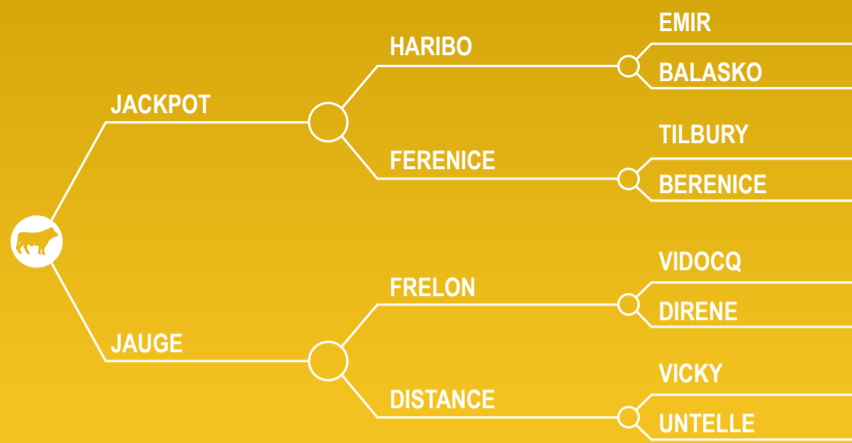 EMIR
HARIBO
BALASKO
JACKPOT
TILBURY
FERENICE
BERENICE
VIDOCQ
FRELON
DIRENE
JAUGE
VICKY
DISTANCE
UNTELLE